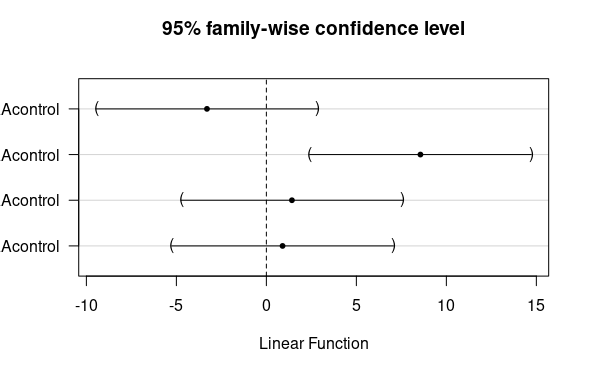 95% family-wise confidence level
Acontrol
Acontrol
Acontrol
Acontrol
-10 -5 0 5 10 15
Linear Function